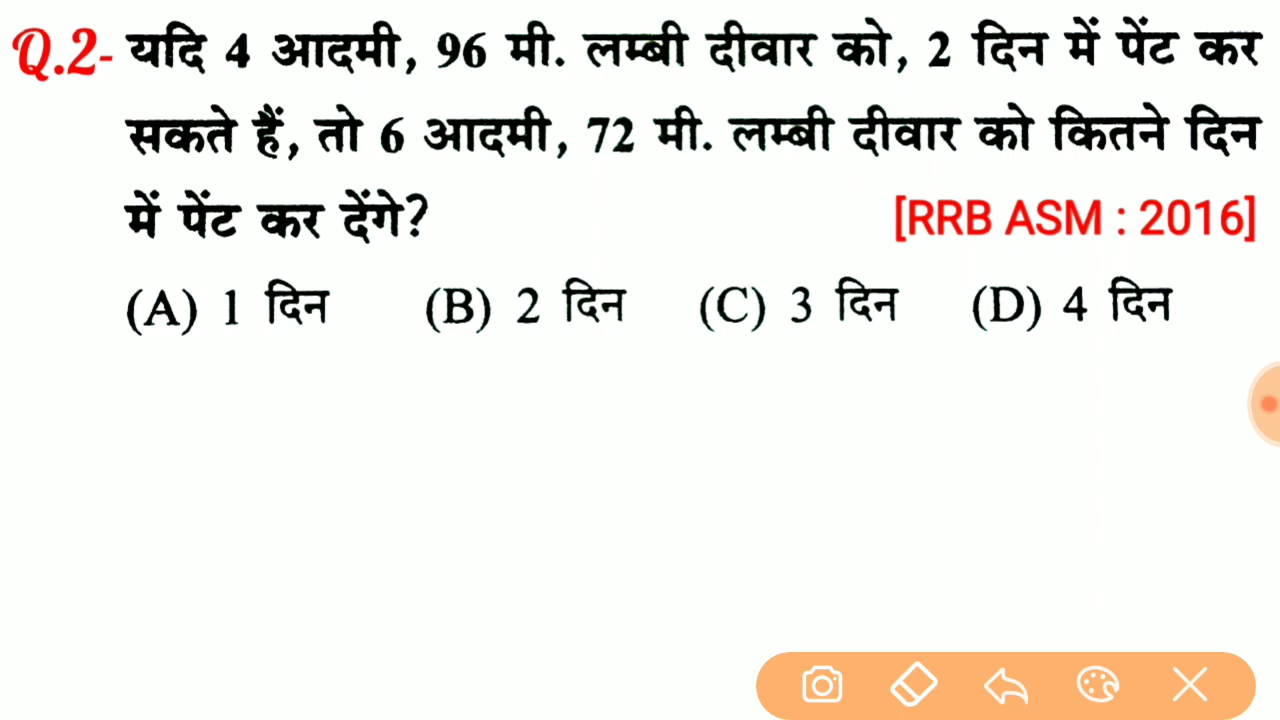 Q.2- यदि 4 आदमी, 96 मी. लम्बी दीवार को, 2 दिन में पेंट कर
सकते हैं, तो 6 आदमी, 72 मी. लम्बी दीवार को कितने दिन
में पेंट कर देंगे? [RRB ASM : 2016]
(A) 1 दिन (B) 2 दिन (C) 3 दिन (D) 4 दिन